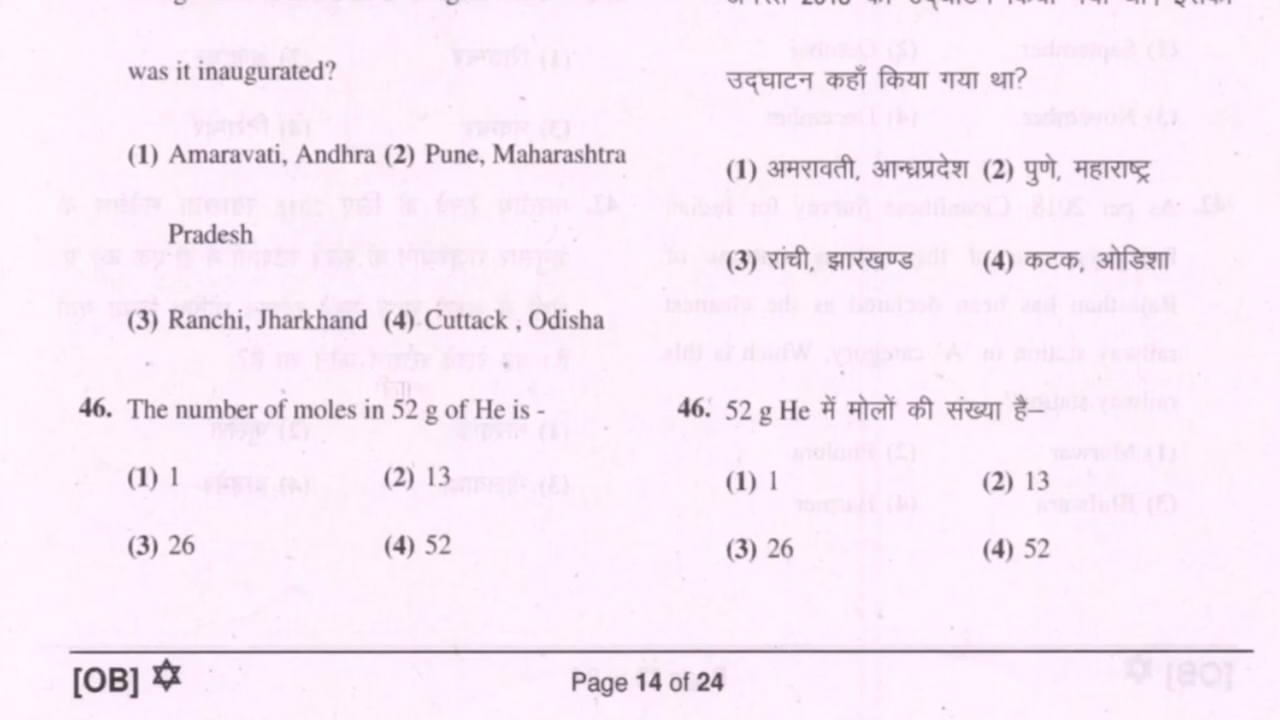 was it inaugurated?
(1) Amaravati, Andhra (2) Pune, Maharashtra
Pradesh
(3) Ranchi, Jharkhand (4) Cuttack , Odisha
46. The number of moles in 52 g of He is -
(1) 1 (2) 13
(3) 26 (4) 52
उद्घाटन कहाँ किया गया था?
(1) अमरावती, आन्ध्रप्रदेश (2) पुणे, महाराष्ट्र
(3) रांची, झारखण्ड (4) कटक, ओडिशा
46. 52 g He में मोलों की संख्या है–
(1) 1 (2) 13
(3) 26 (4) 52
[OB] Page 14 of 24